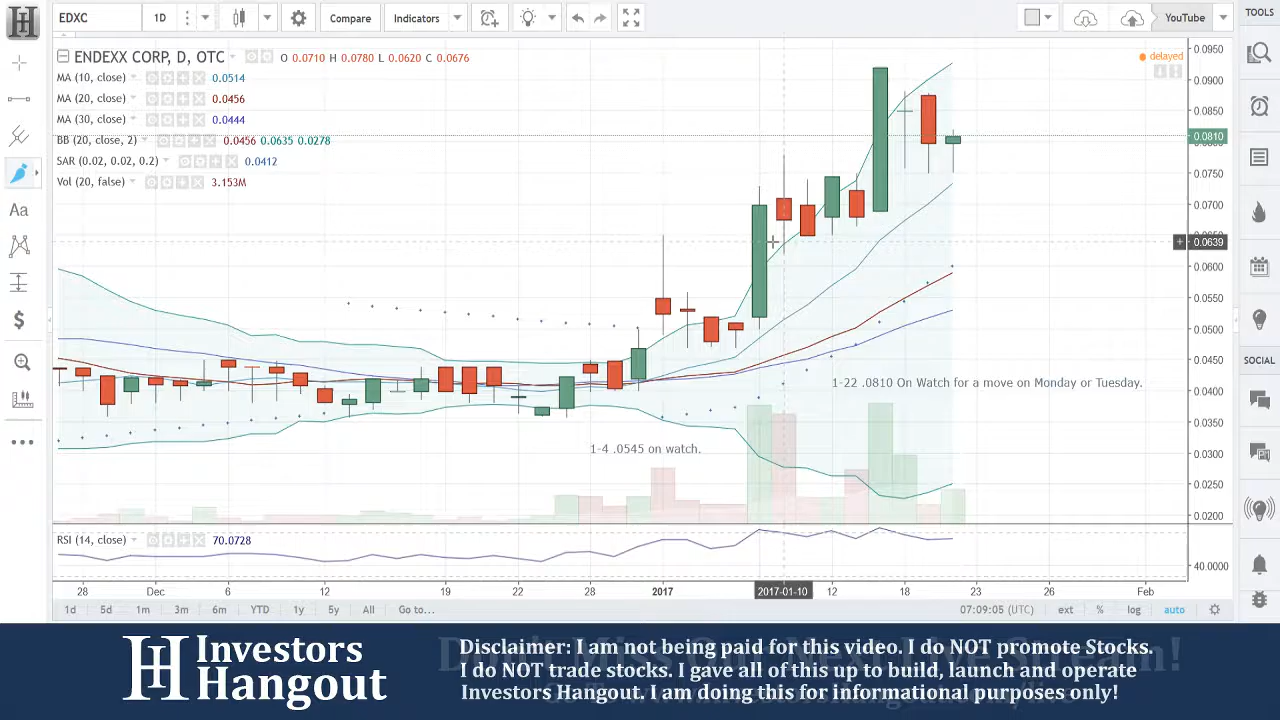 EDXC
1D
Compare
Indicators
YouTube
TOOLS
ENDEXX CORP, D, OTC
O 0.0710 H 0.0780 L 0.0620 C 0.0676
delayed
MA (10, close) 0.0514
MA (20, close) 0.0456
MA (30, close) 0.0444
BB (20, close, 2) 0.0456 0.0635 0.0278
SAR (0.02, 0.02, 0.2) 0.0412
Vol (20, false) 3.153M
0.0950
0.0900
0.0850
0.0810
0.0750
0.0700
0.0639
0.0600
0.0550
0.0500
0.0450
0.0400
0.0350
0.0300
0.0250
0.0200
Aa
SOCIAL
1-22 .0810 On Watch for a move on Monday or Tuesday.
1-4 .0545 on watch.
RSI (14, close) 70.0728
40.0000
28 Dec 6 12 19 28 2017 2017-01-10 12 18 23 26 Feb
1d 5d 1m 3m 6m YTD 1y 5y All Go to...
07:09:05 (UTC) ext % log auto
Investors
Hangout
Disclaimer: I am not being paid for this video. I do NOT promote Stocks.
I do NOT trade stocks. I gave all of this up to build, launch and operate
Investors Hangout. I am doing this for informational purposes only!